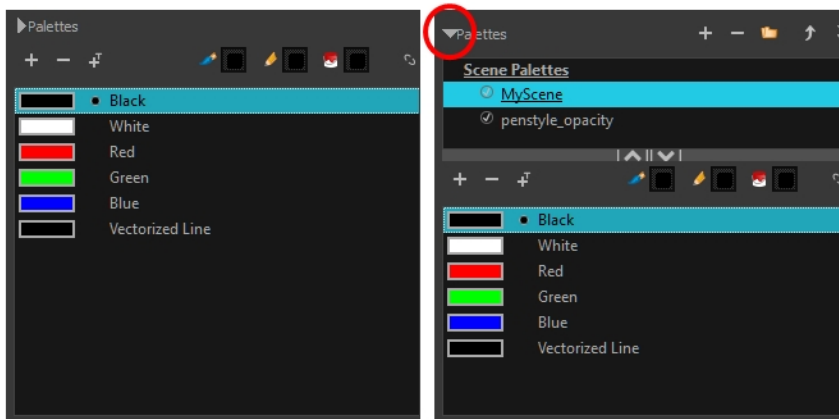 Palettes
Black
White
Red
Green
Blue
Vectorized Line
Palettes
Scene Palettes
MyScene
penstyle_opacity
Black
White
Red
Green
Blue
Vectorized Line